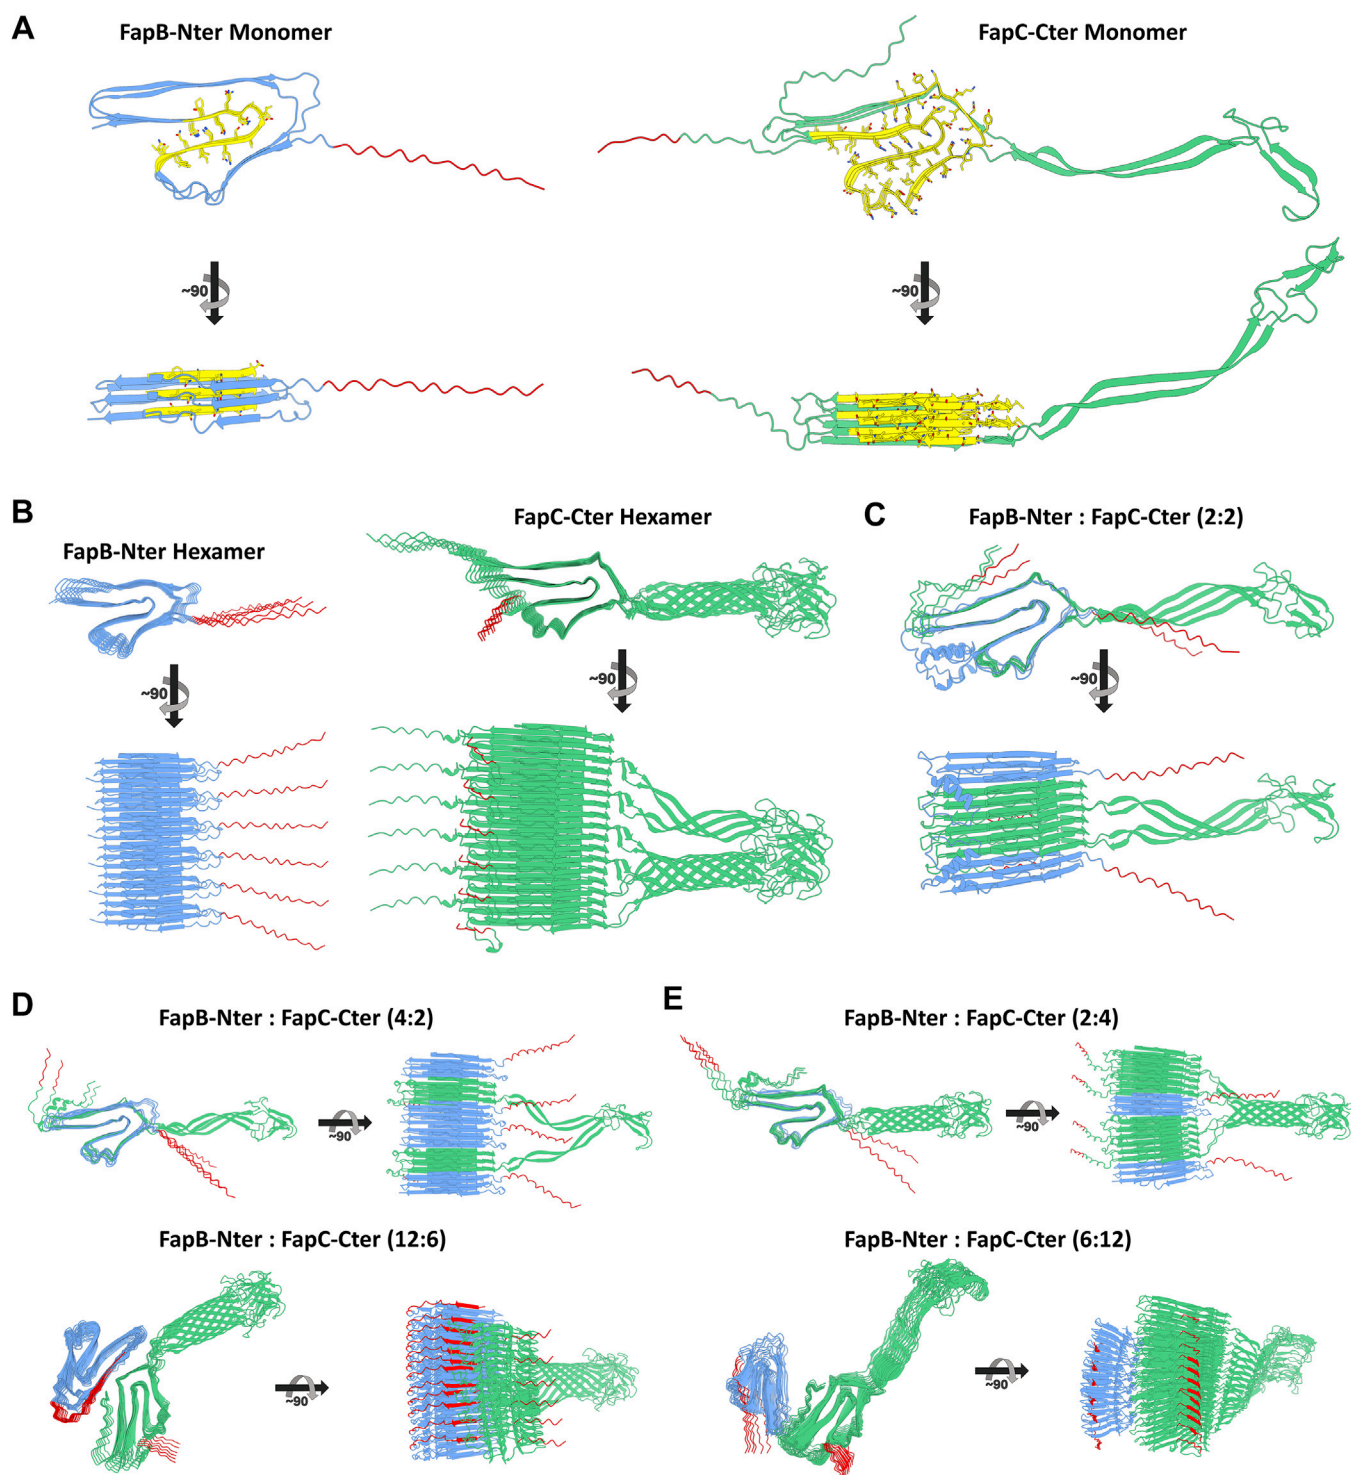 A
FapB-Nter Monomer
FapC-Cter Monomer
~90
~90
B
FapB-Nter Hexamer
FapC-Cter Hexamer
~90
~90
C
FapB-Nter : FapC-Cter (2:2)
~90
D
FapB-Nter : FapC-Cter (4:2)
~90
FapB-Nter : FapC-Cter (12:6)
~90
E
FapB-Nter : FapC-Cter (2:4)
~90
FapB-Nter : FapC-Cter (6:12)
~90